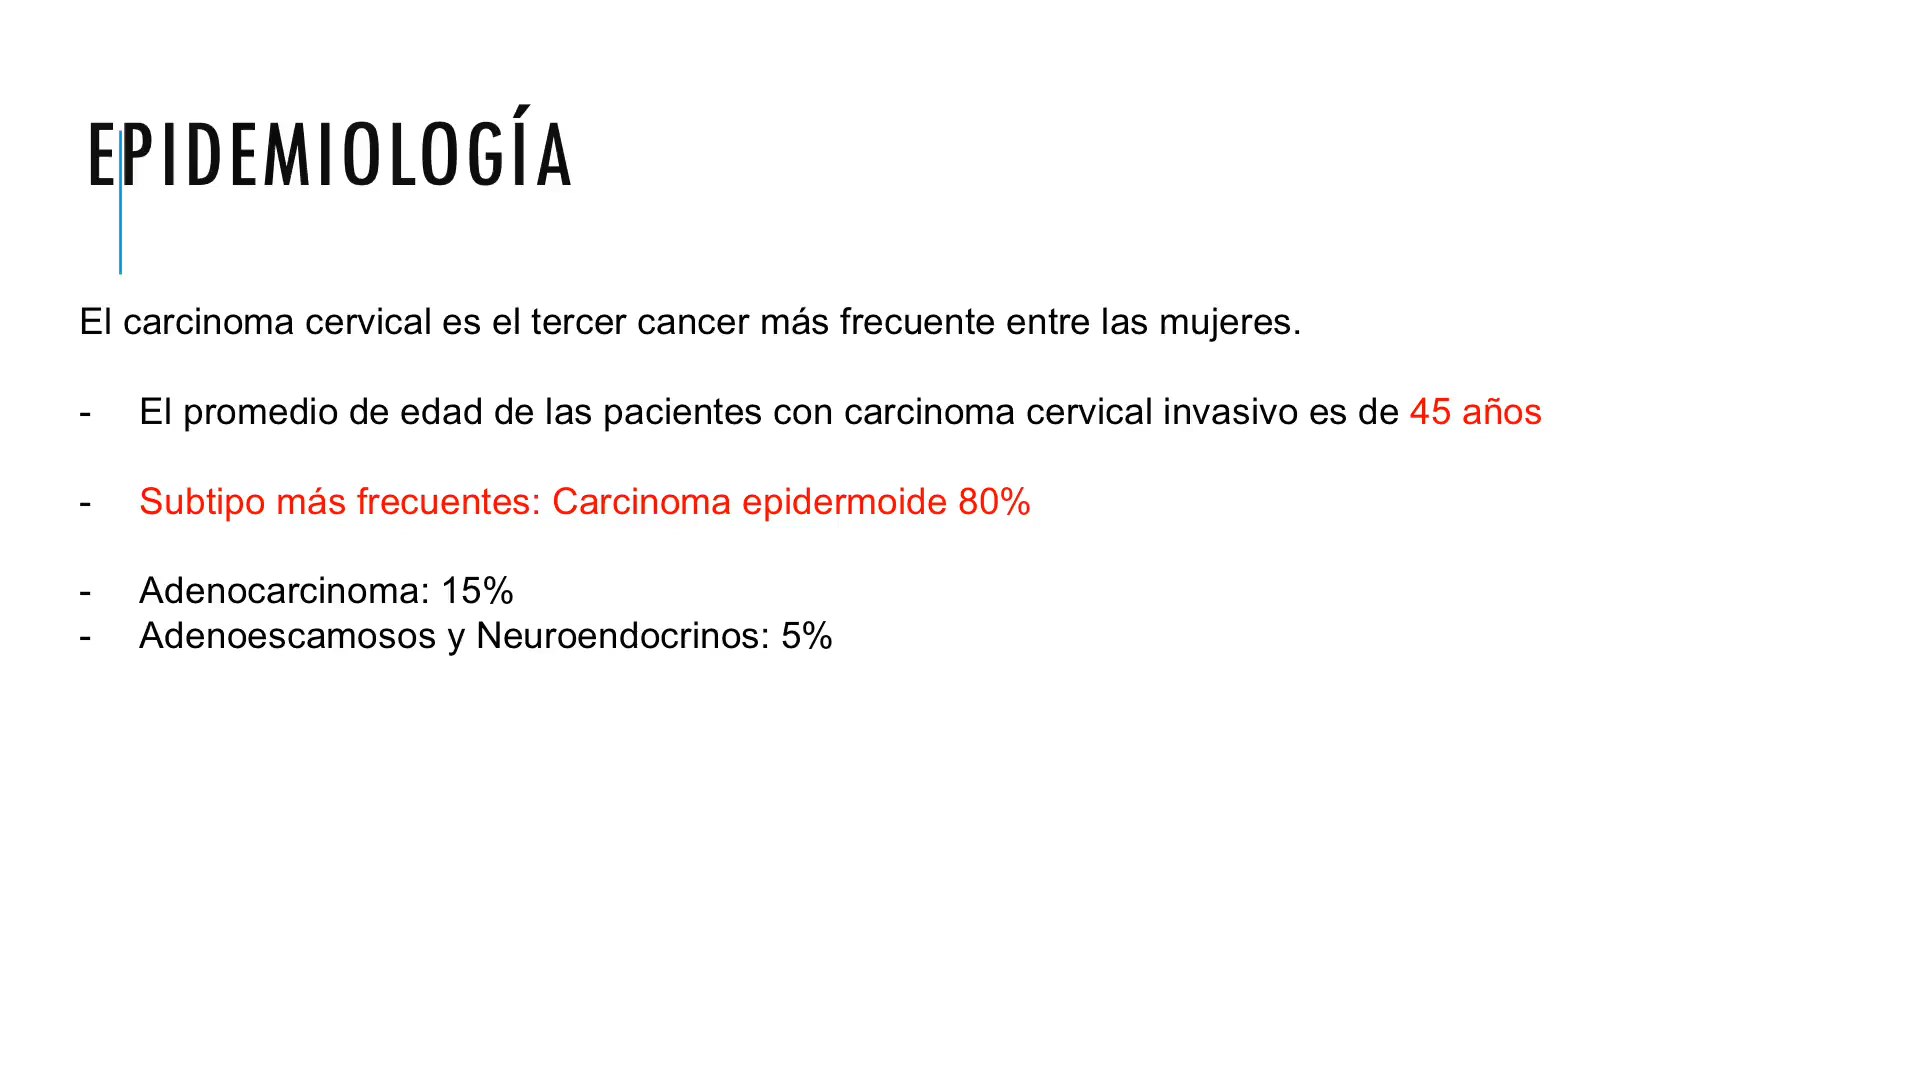 EPIDEMIOLOGÍA
El carcinoma cervical es el tercer cancer más frecuente entre las mujeres.
- El promedio de edad de las pacientes con carcinoma cervical invasivo es de 45 años
- Subtipo más frecuentes: Carcinoma epidermoide 80%
- Adenocarcinoma: 15%
- Adenoescamosos y Neuroendocrinos: 5%